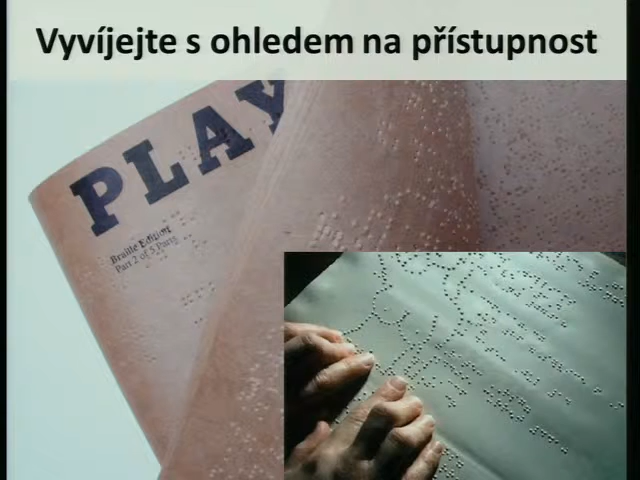 Vyvíjejte s ohledem na přístupnost
PLAY
Braille Edition
Part 2 of 5 Parts